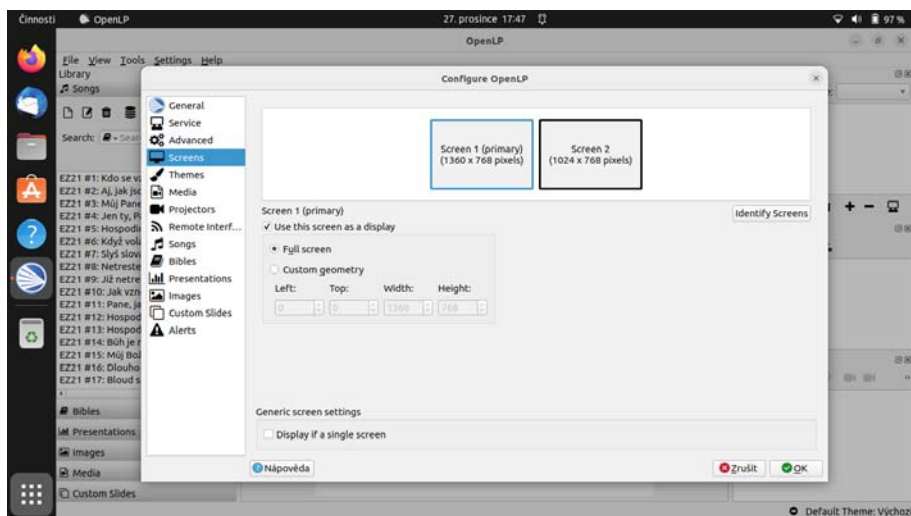 Činnosti OpenLP 27. prosince 17:47 97 %
OpenLP
File View Tools Settings Help
Library
Songs
Search:
EZ21 #1: Kdo se
EZ21 #2: Aj, jak
EZ21 #3: Můj Pane
EZ21 #4: Jen ty,
EZ21 #5:
EZ21 #6: Když
EZ21 #7: Slyš
EZ21 #8: Netreste
EZ21 #9: Již netre
EZ21 #10: Jak vzn
EZ21 #11: Pane, ja
EZ21 #12: Hospod
EZ21 #13: Hospod
EZ21 #14: Bůh je
EZ21 #15: Můj
EZ21 #16: Dlouho
EZ21 #17: Bloud s
Bibles
Presentations
Images
Media
Custom Slides
Configure OpenLP
General
Service
Advanced
Screens
Themes
Media
Projectors
Remote Interf...
Songs
Bibles
Presentations
Images
Custom Slides
Alerts
Screen 1 (primary)
(1360 x 768 pixels)
Screen 2
(1024 x 768 pixels)
Screen 1 (primary)
Identify Screens
Use this screen as a display
Full screen
Custom geometry
Left: Top: Width: Height:
0 0 1360 768
Generic screen settings
Display if a single screen
Nápověda Zrušit OK
Default Theme: Výchoz